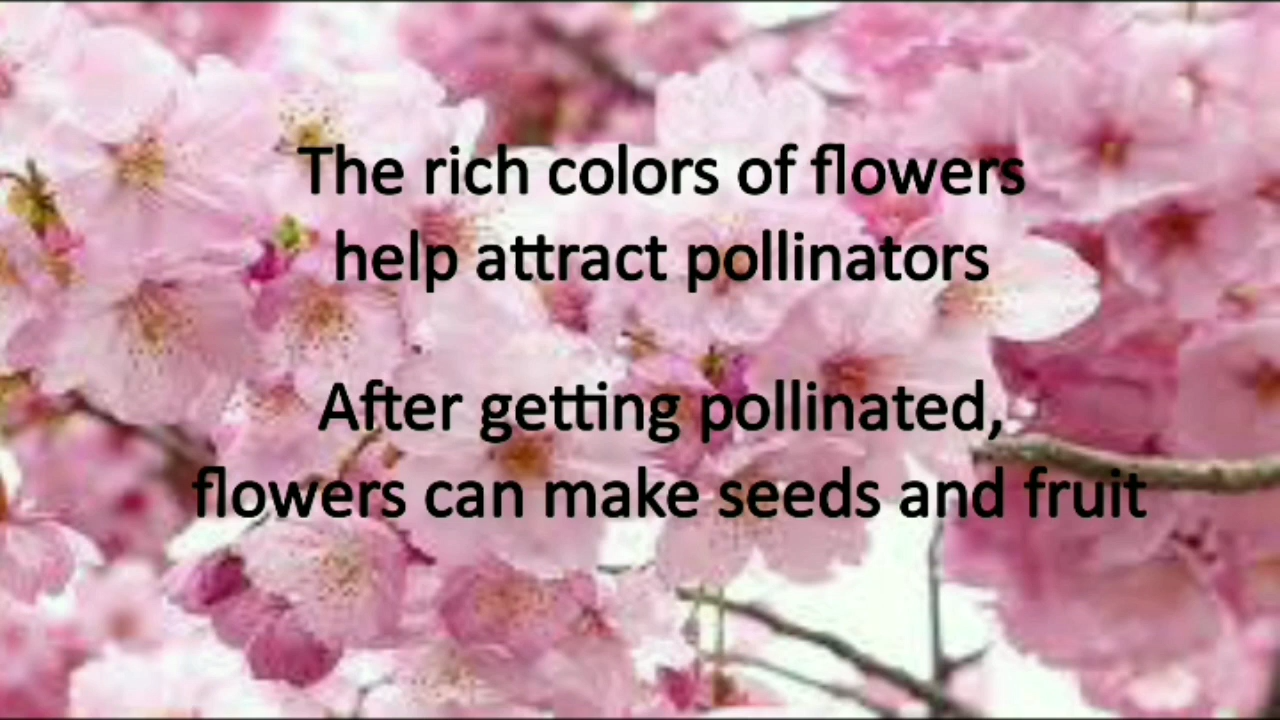 The rich colors of flowers
help attract pollinators
After getting pollinated,
flowers can make seeds and fruit